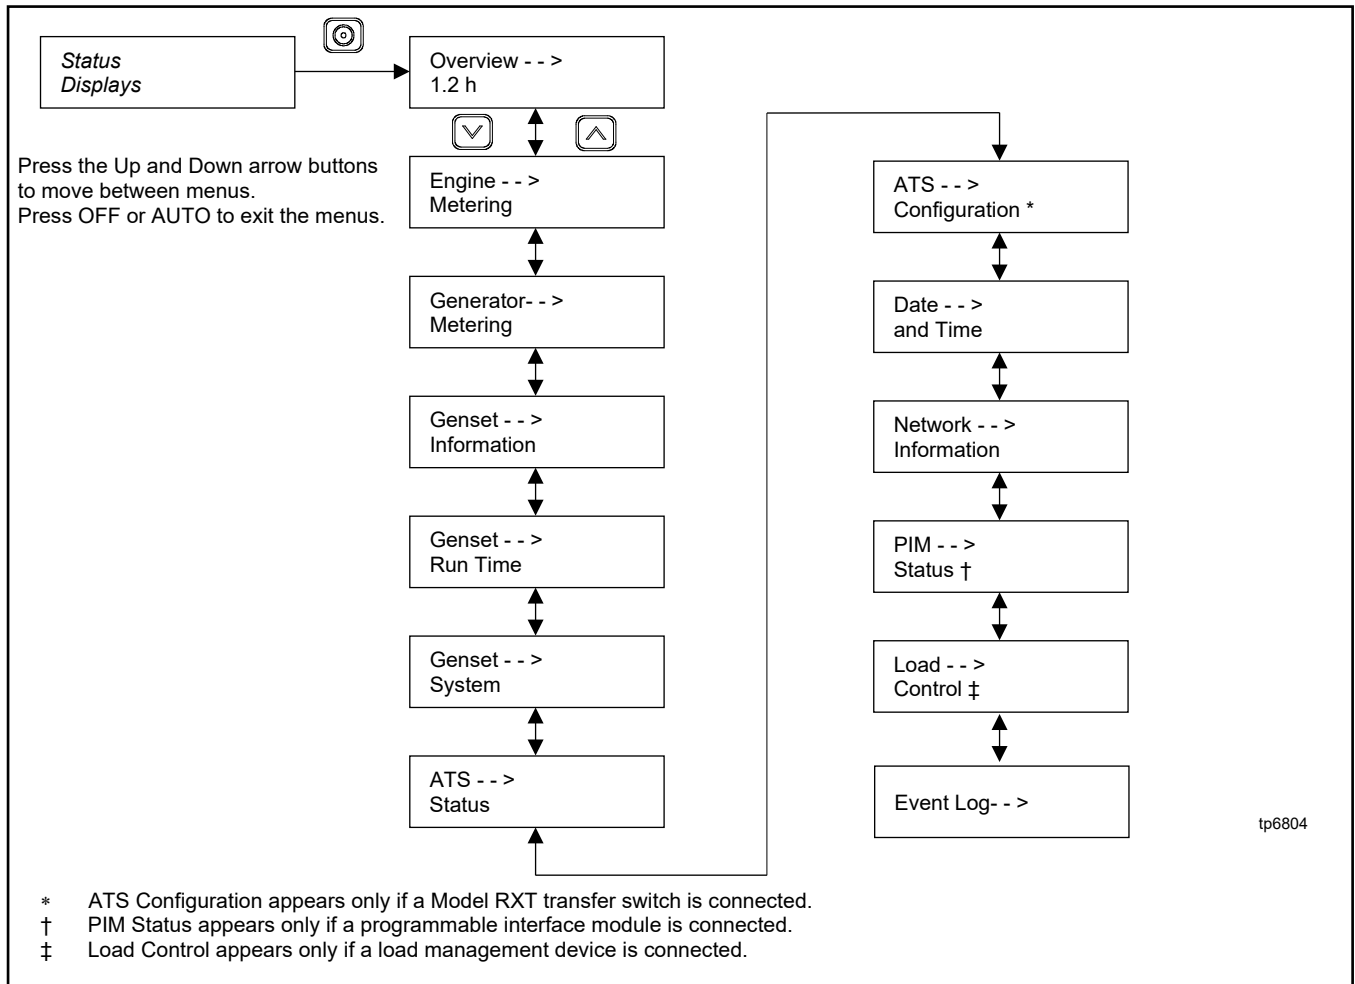 Status
Displays
Overview - - >
1.2 h
Press the Up and Down arrow buttons
to move between menus.
Press OFF or AUTO to exit the menus.
Engine - - >
Metering
Generator- - >
Metering
Genset - - >
Information
Genset - - >
Run Time
Genset - - >
System
ATS - - >
Status
ATS - - >
Configuration *
Date - - >
and Time
Network - - >
Information
PIM - - >
Status †
Load - - >
Control ‡
Event Log- - >
tp6804
* ATS Configuration appears only if a Model RXT transfer switch is connected.
† PIM Status appears only if a programmable interface module is connected.
‡ Load Control appears only if a load management device is connected.